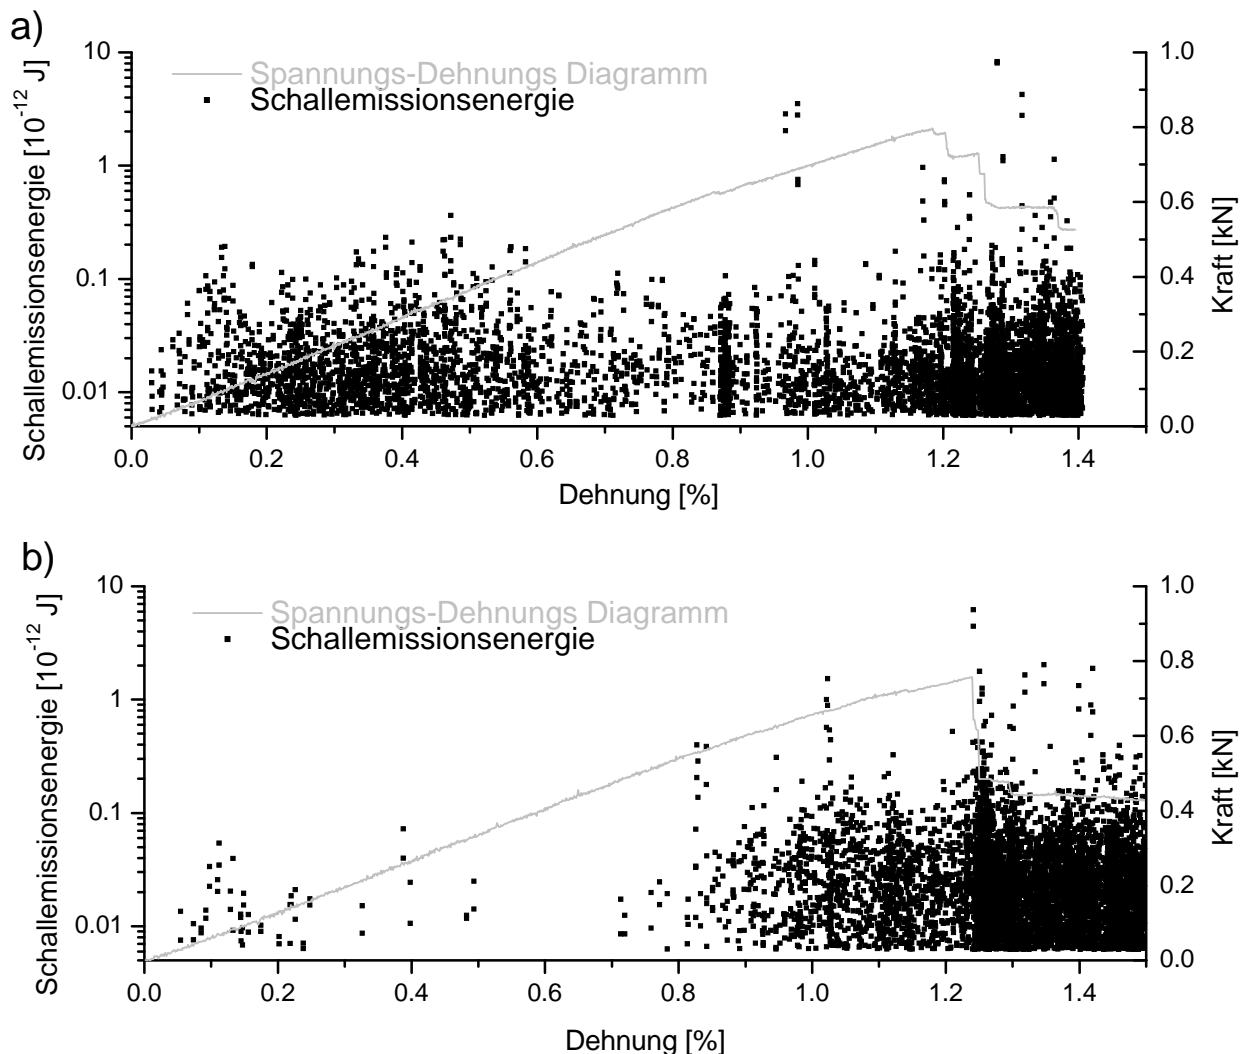 a)
10
1
0.1
0.01
Schallemissionsenergie [10⁻¹² J]
Spannungs-Dehnungs Diagramm
Schallemissionsenergie
1.0
0.8
0.6
0.4
0.2
0.0
Kraft [kN]
0.0 0.2 0.4 0.6 0.8 1.0 1.2 1.4
Dehnung [%]
b)
10
1
0.1
0.01
Schallemissionsenergie [10⁻¹² J]
Spannungs-Dehnungs Diagramm
Schallemissionsenergie
1.0
0.8
0.6
0.4
0.2
0.0
Kraft [kN]
0.0 0.2 0.4 0.6 0.8 1.0 1.2 1.4
Dehnung [%]